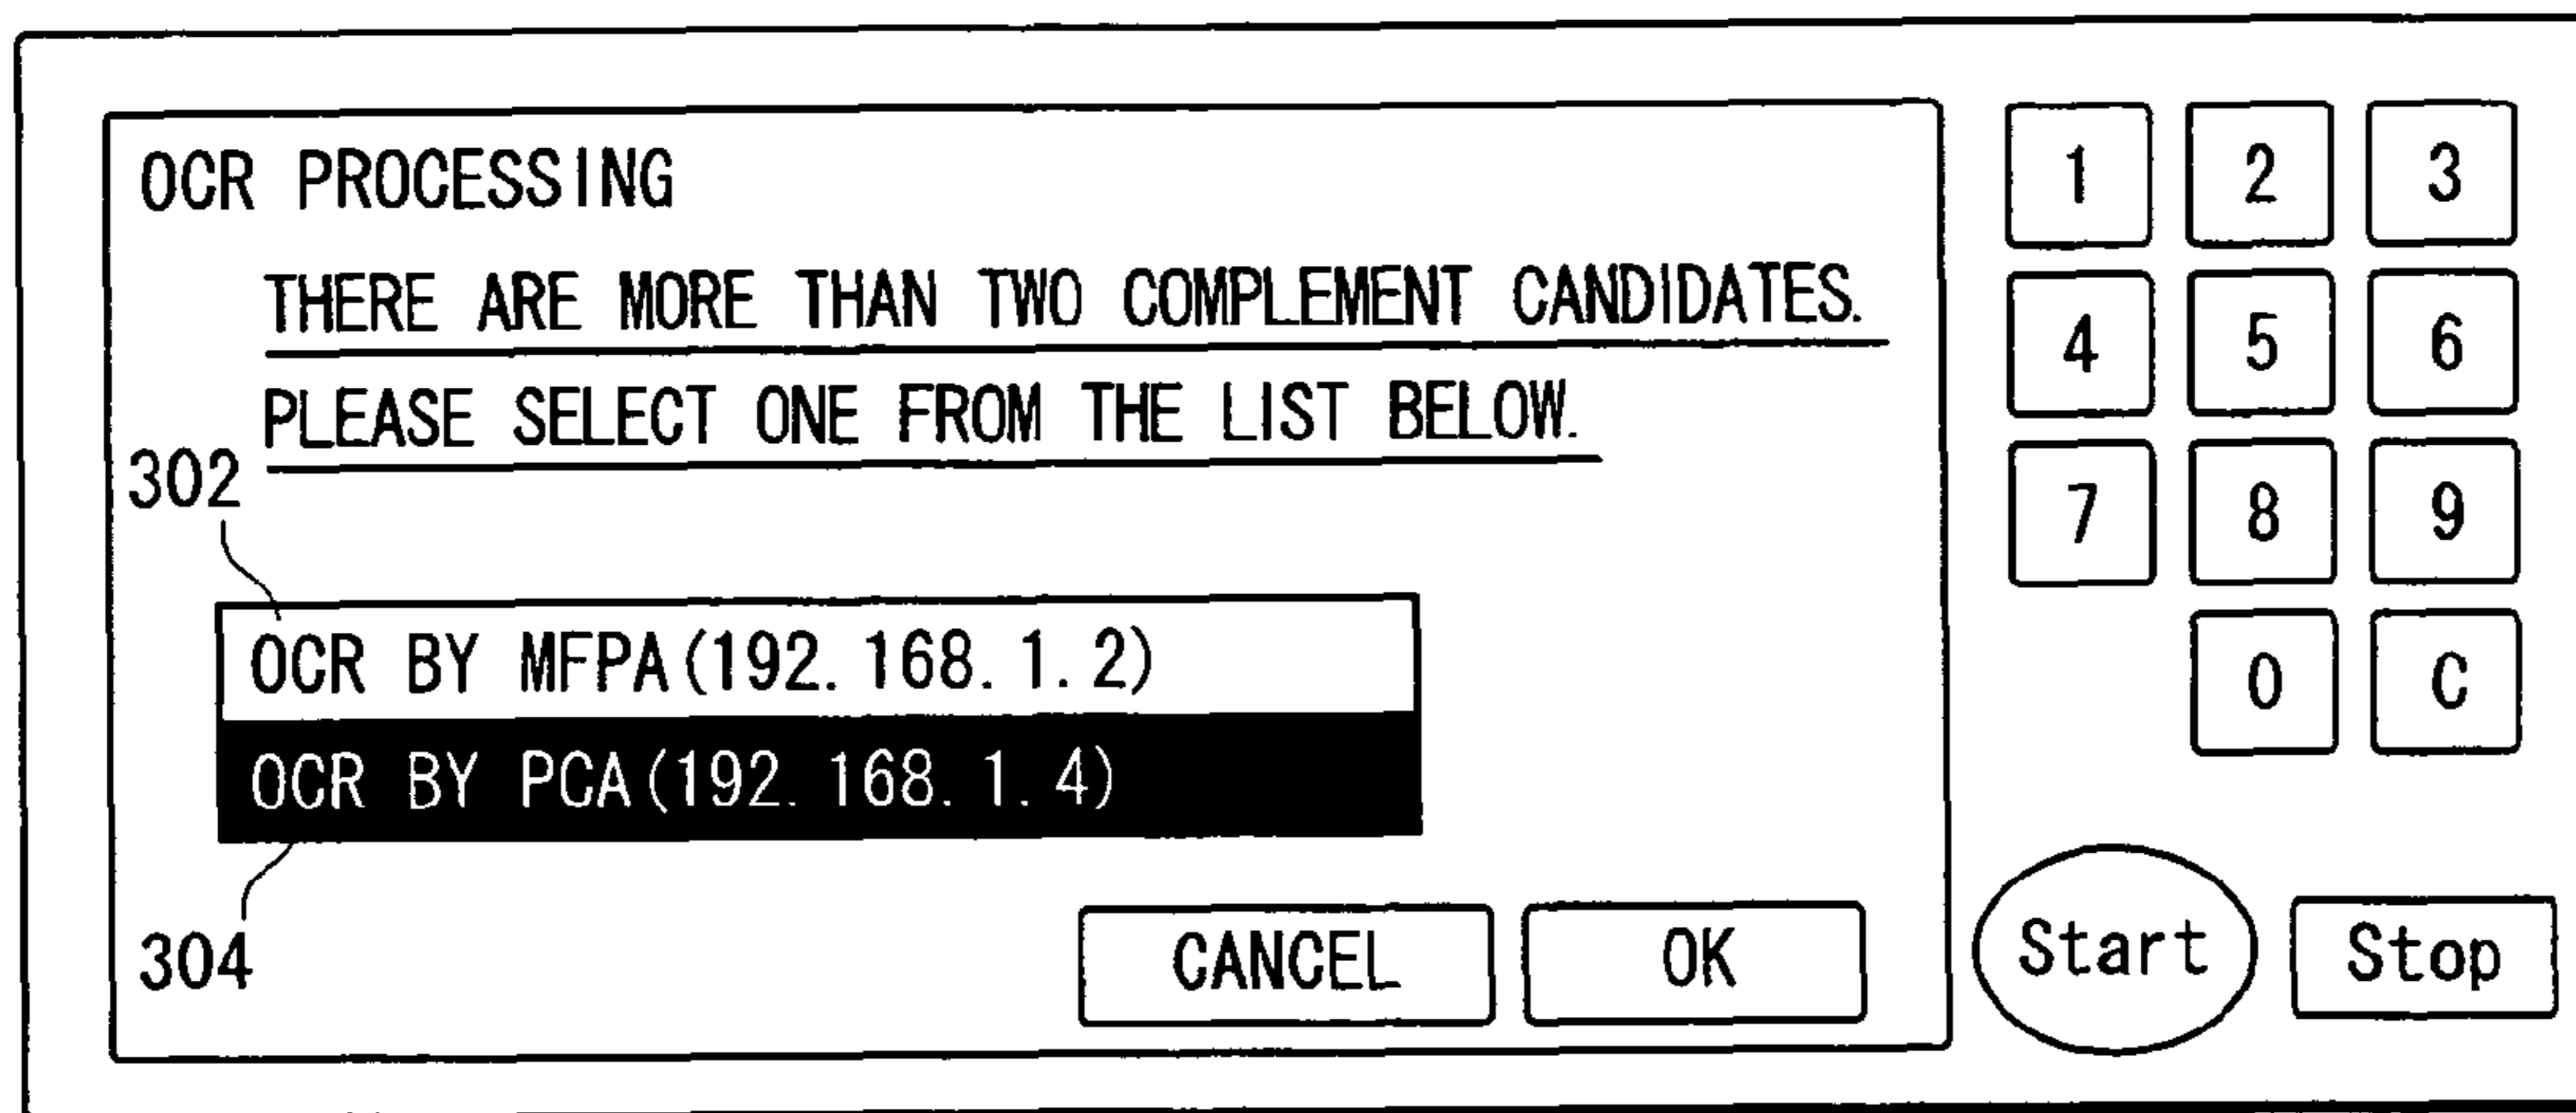 OCR PROCESSING
THERE ARE MORE THAN TWO COMPLEMENT CANDIDATES.
PLEASE SELECT ONE FROM THE LIST BELOW.
302
OCR BY MFPA(192.168.1.2)
OCR BY PCA(192.168.1.4)
304
CANCEL OK
1 2 3
4 5 6
7 8 9
0 C
Start Stop